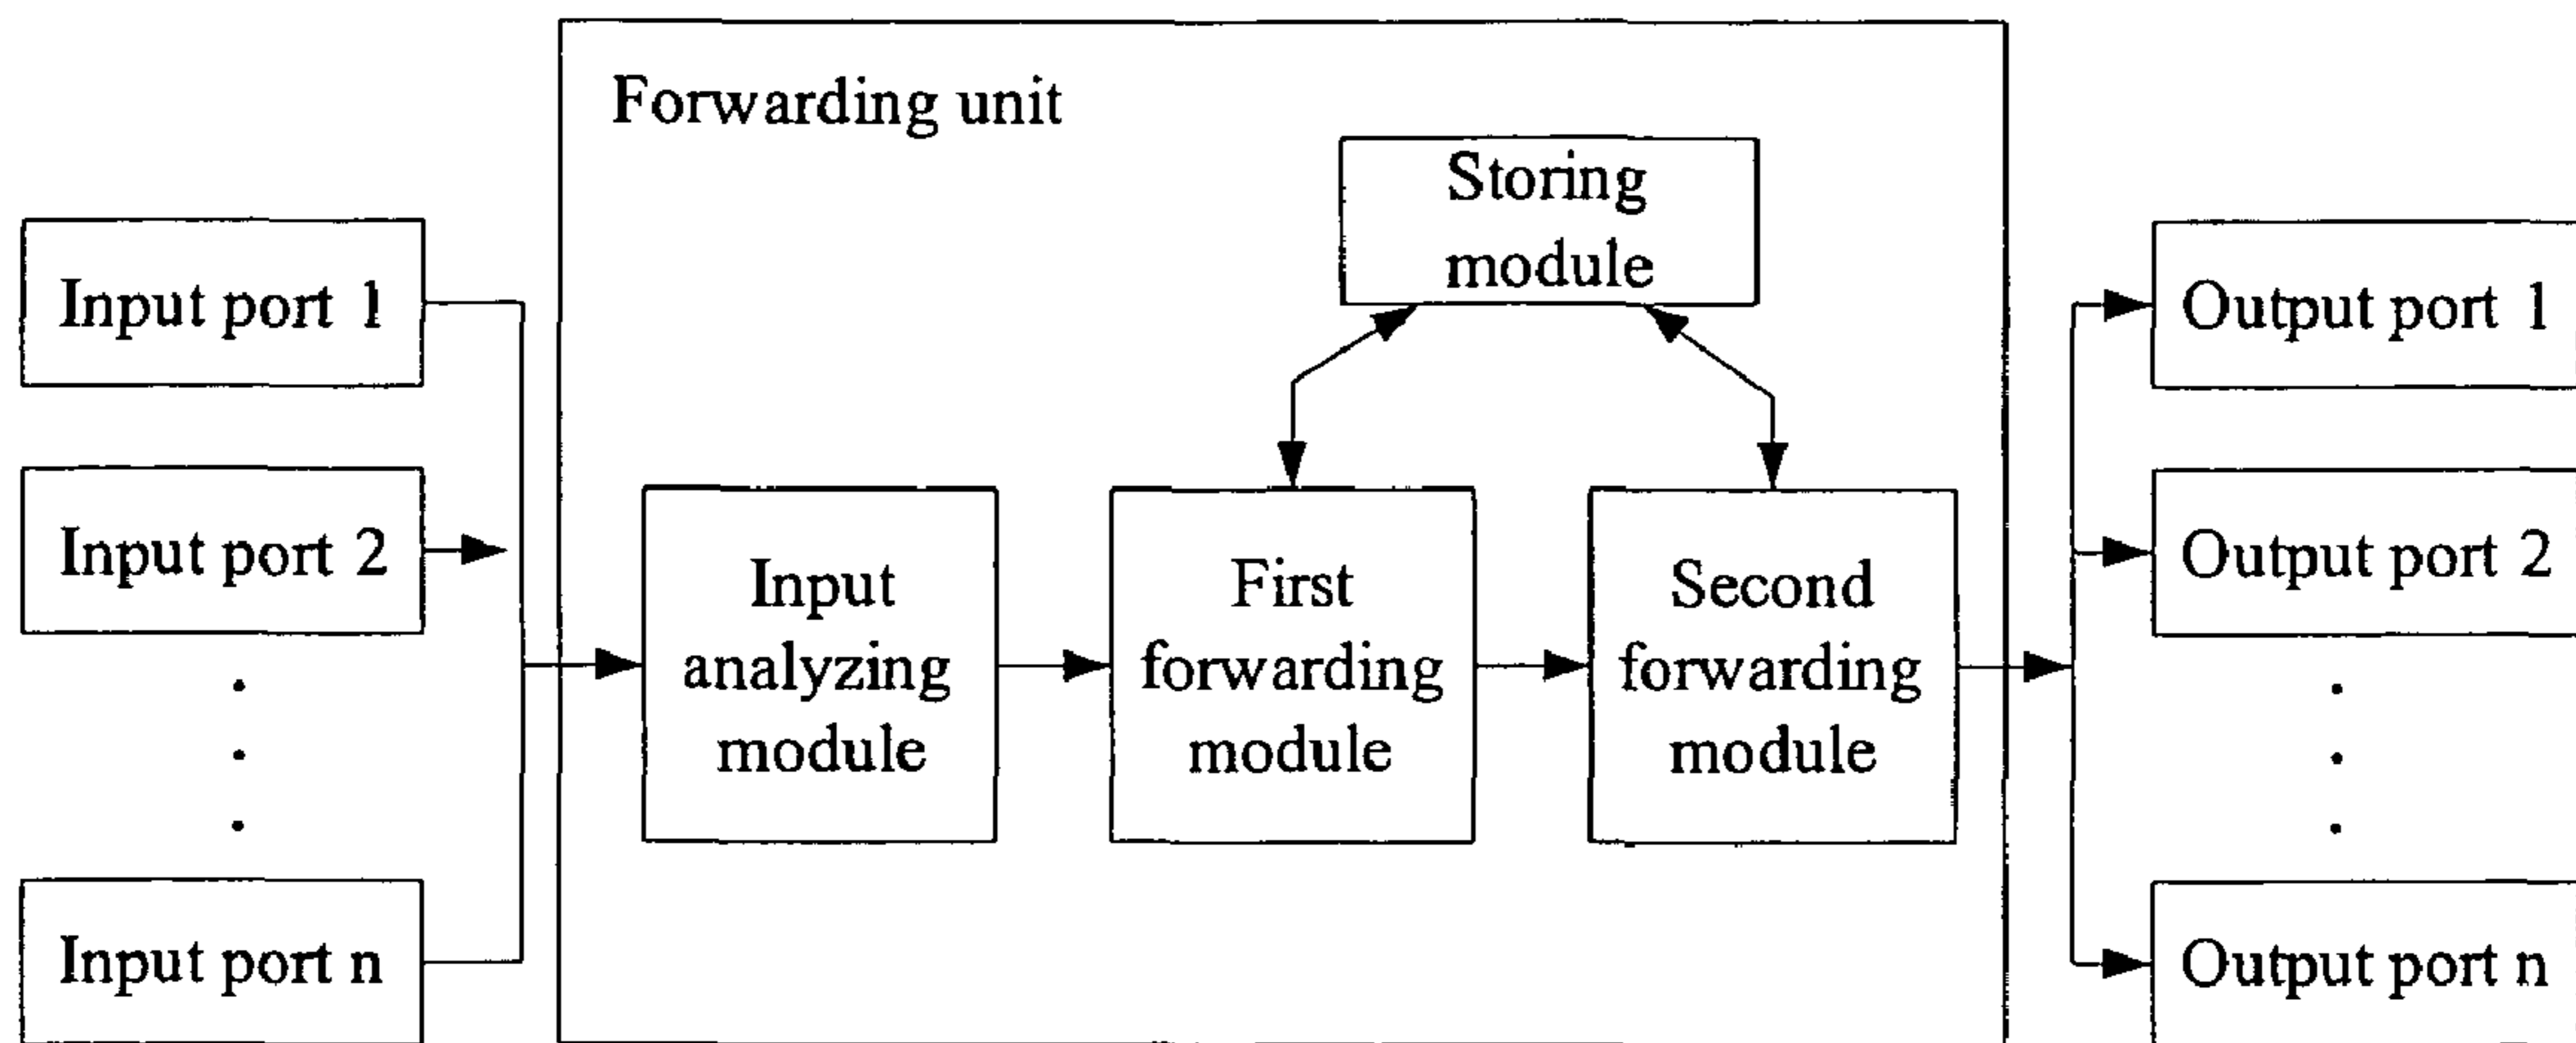 Forwarding unit
Storing
module
Input port 1
Input port 2
Input port n
Input
analyzing
module
First
forwarding
module
Second
forwarding
module
Output port 1
Output port 2
Output port n